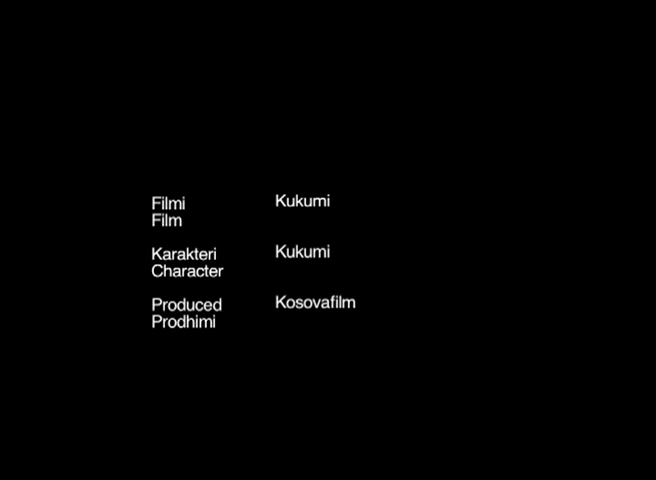 Filmi
Film
Kukumi
Karakteri
Character
Kukumi
Produced
Prodhimi
Kosovafilm